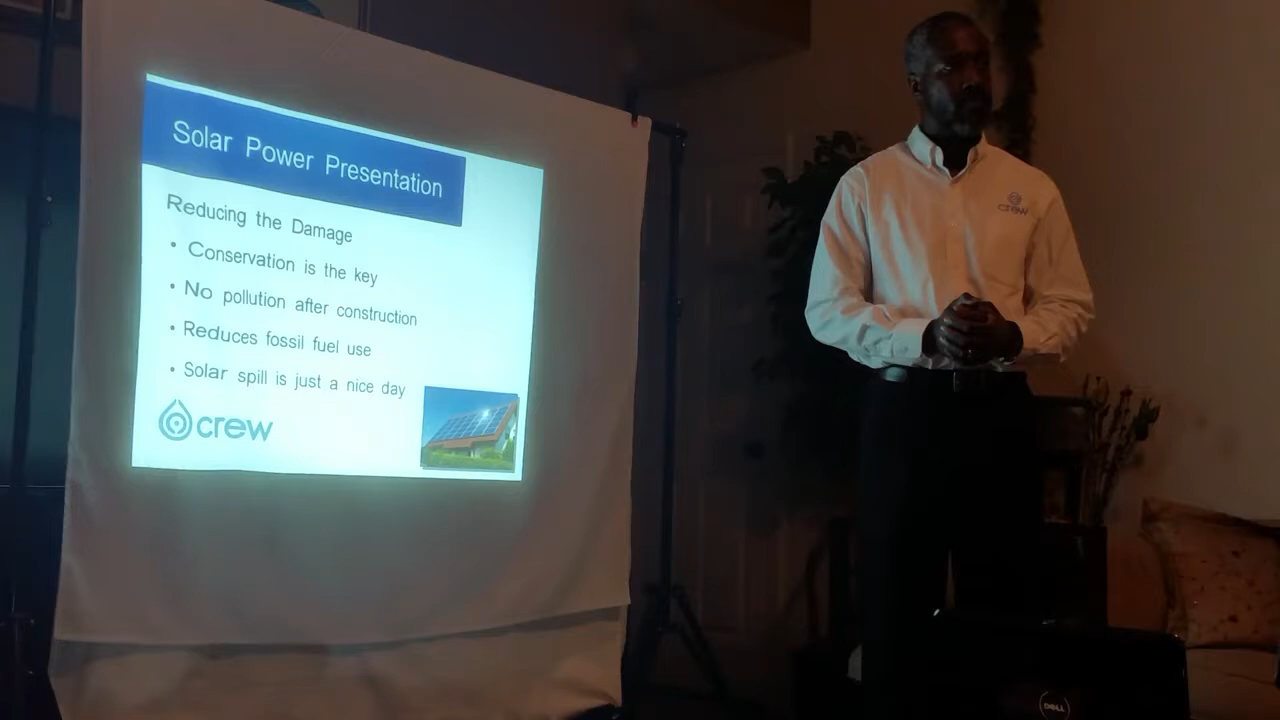 Solar Power Presentation
Reducing the Damage
• Conservation is the key
• No pollution after construction
• Reduces fossil fuel use
• Solar spill is just a nice day
crew
crew
DELL